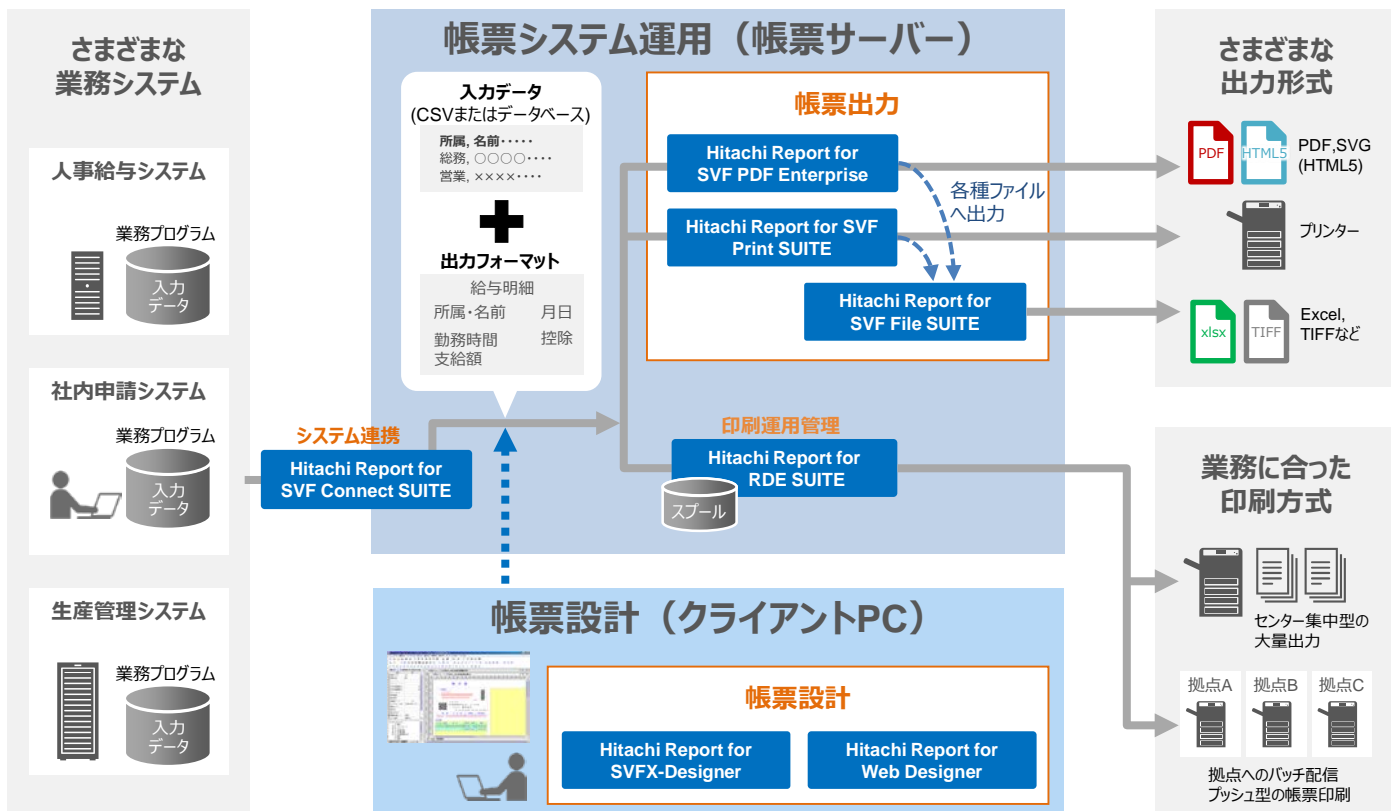 さまざまな
業務システム
人事給与システム
業務プログラム
入力
データ
社内申請システム
業務プログラム
入力
データ
生産管理システム
業務プログラム
入力
データ
帳票システム運用（帳票サーバー）
入力データ
(CSVまたはデータベース)
所属, 名前・・・・・
総務, ○○○○・・・・
営業, ××××・・・・
出力フォーマット
給与明細
所属・名前 月日
勤務時間 控除
支給額
システム連携
Hitachi Report for
SVF Connect SUITE
帳票出力
Hitachi Report for
SVF PDF Enterprise
各種ファイル
へ出力
Hitachi Report for SVF
Print SUITE
Hitachi Report for
SVF File SUITE
印刷運用管理
Hitachi Report for
RDE SUITE
スプール
帳票設計（クライアントPC）
帳票設計
Hitachi Report for
SVFX-Designer
Hitachi Report for
Web Designer
さまざまな
出力形式
PDF
HTML5
PDF,SVG
(HTML5)
プリンター
xlsx
TIFF
Excel,
TIFFなど
業務に合った
印刷方式
センター集中型の
大量出力
拠点A 拠点B 拠点C
拠点へのバッチ配信
プッシュ型の帳票印刷